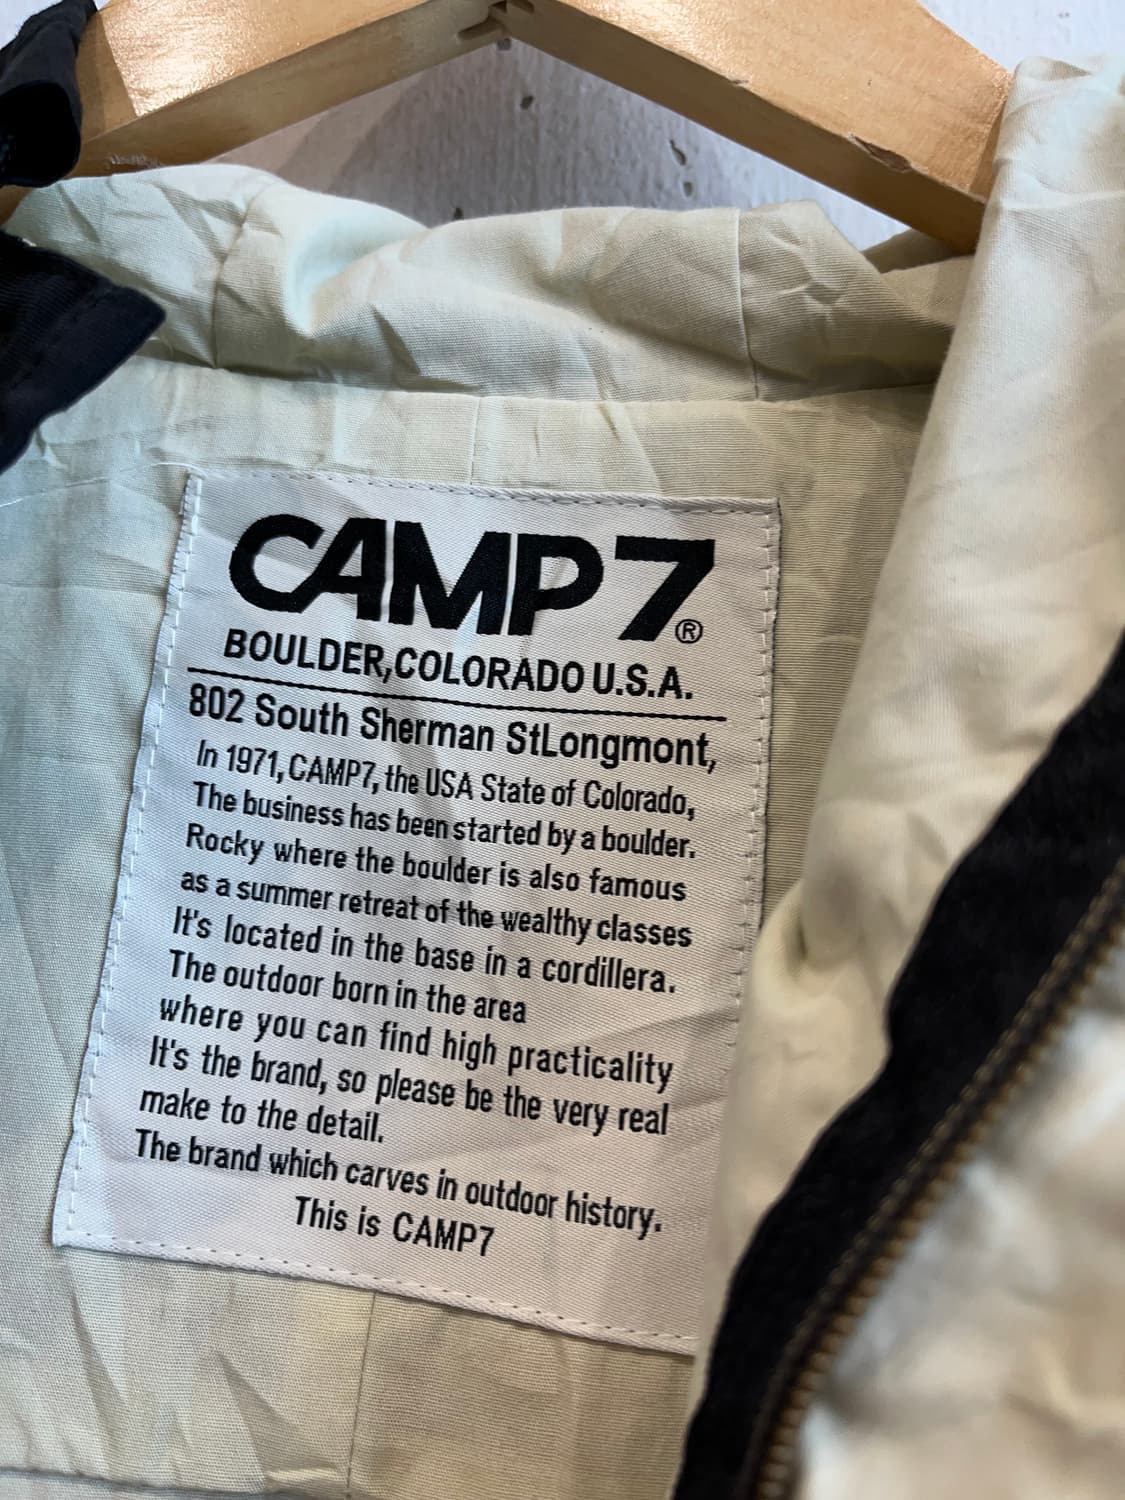 CAMP7®
BOULDER,COLORADO U.S.A.
802 South Sherman StLongmont,
In 1971, CAMP7, the USA State of Colorado,
The business has been started by a boulder.
Rocky where the boulder is also famous
as a summer retreat of the wealthy classes
It's located in the base in a cordillera.
The outdoor born in the area
where you can find high practicality
It's the brand, so please be the very real
make to the detail.
The brand which carves in outdoor history.
This is CAMP7